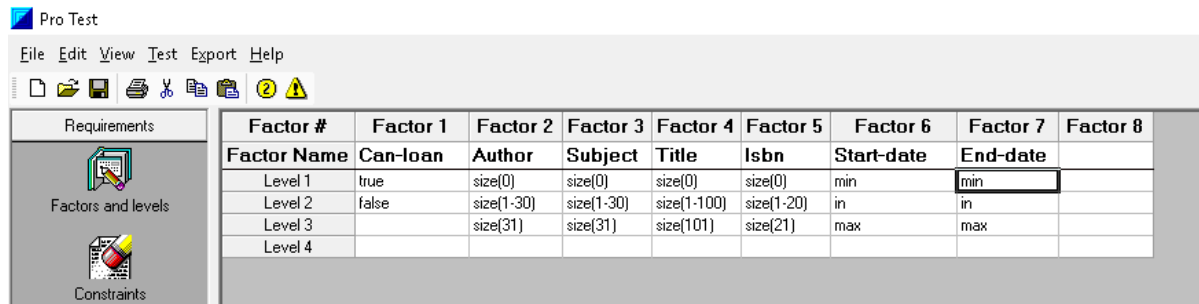 Pro Test
File Edit View Test Export Help
Requirements
Factors and levels
Constraints
Factor # Factor 1 Factor 2 Factor 3 Factor 4 Factor 5 Factor 6 Factor 7 Factor 8
Factor Name Can-loan Author Subject Title Isbn Start-date End-date
Level 1 true size(0) size(0) size(0) size(0) min min
Level 2 false size(1-30) size(1-30) size(1-100) size(1-20) in in
Level 3 size(31) size(31) size(101) size(21) max max
Level 4